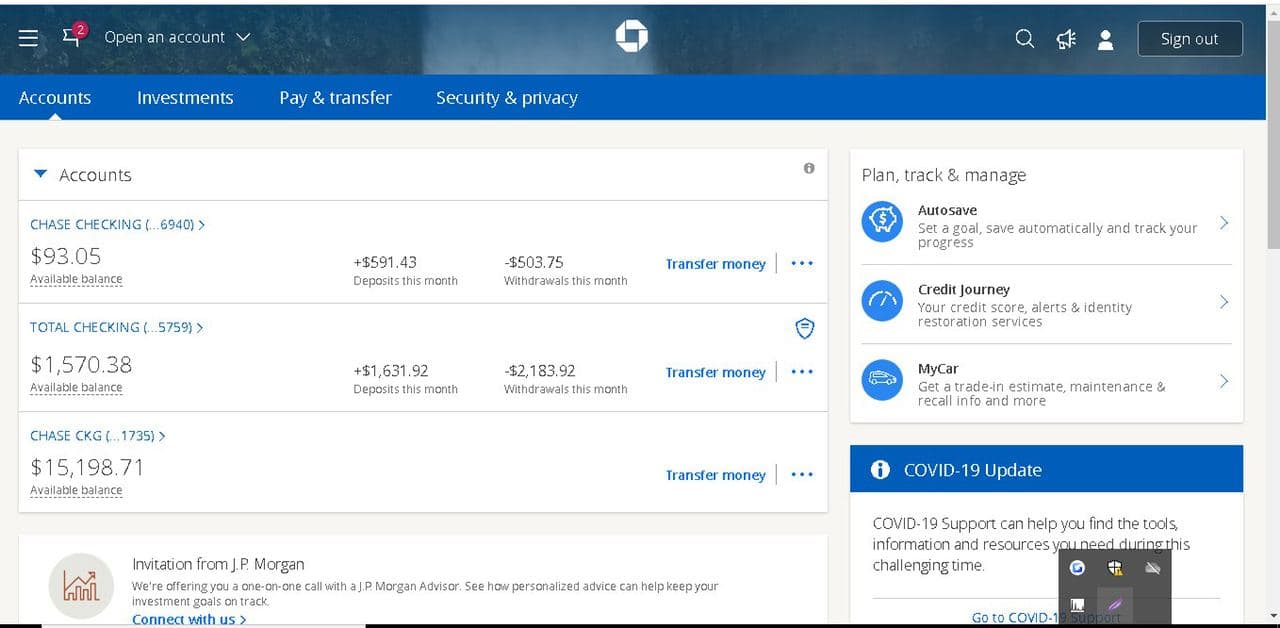 2
Open an account
Sign out
Accounts
Investments
Pay & transfer
Security & privacy
Accounts
CHASE CHECKING (...6940)
$93.05
Available balance
+$591.43
Deposits this month
-$503.75
Withdrawals this month
Transfer money
TOTAL CHECKING (...5759)
$1,570.38
Available balance
+$1,631.92
Deposits this month
-$2,183.92
Withdrawals this month
Transfer money
CHASE CKG (...1735)
$15,198.71
Available balance
Transfer money
Invitation from J.P. Morgan
We're offering you a one-on-one call with a J.P. Morgan Advisor. See how personalized advice can help keep your
investment goals on track.
Connect with us
Plan, track & manage
Autosave
Set a goal, save automatically and track your
progress
Credit Journey
Your credit score, alerts & identity
restoration services
MyCar
Get a trade-in estimate, maintenance &
recall info and more
COVID-19 Update
COVID-19 Support can help you find the tools,
information and resources you need during this
challenging time.
Go to COVID-19 Support